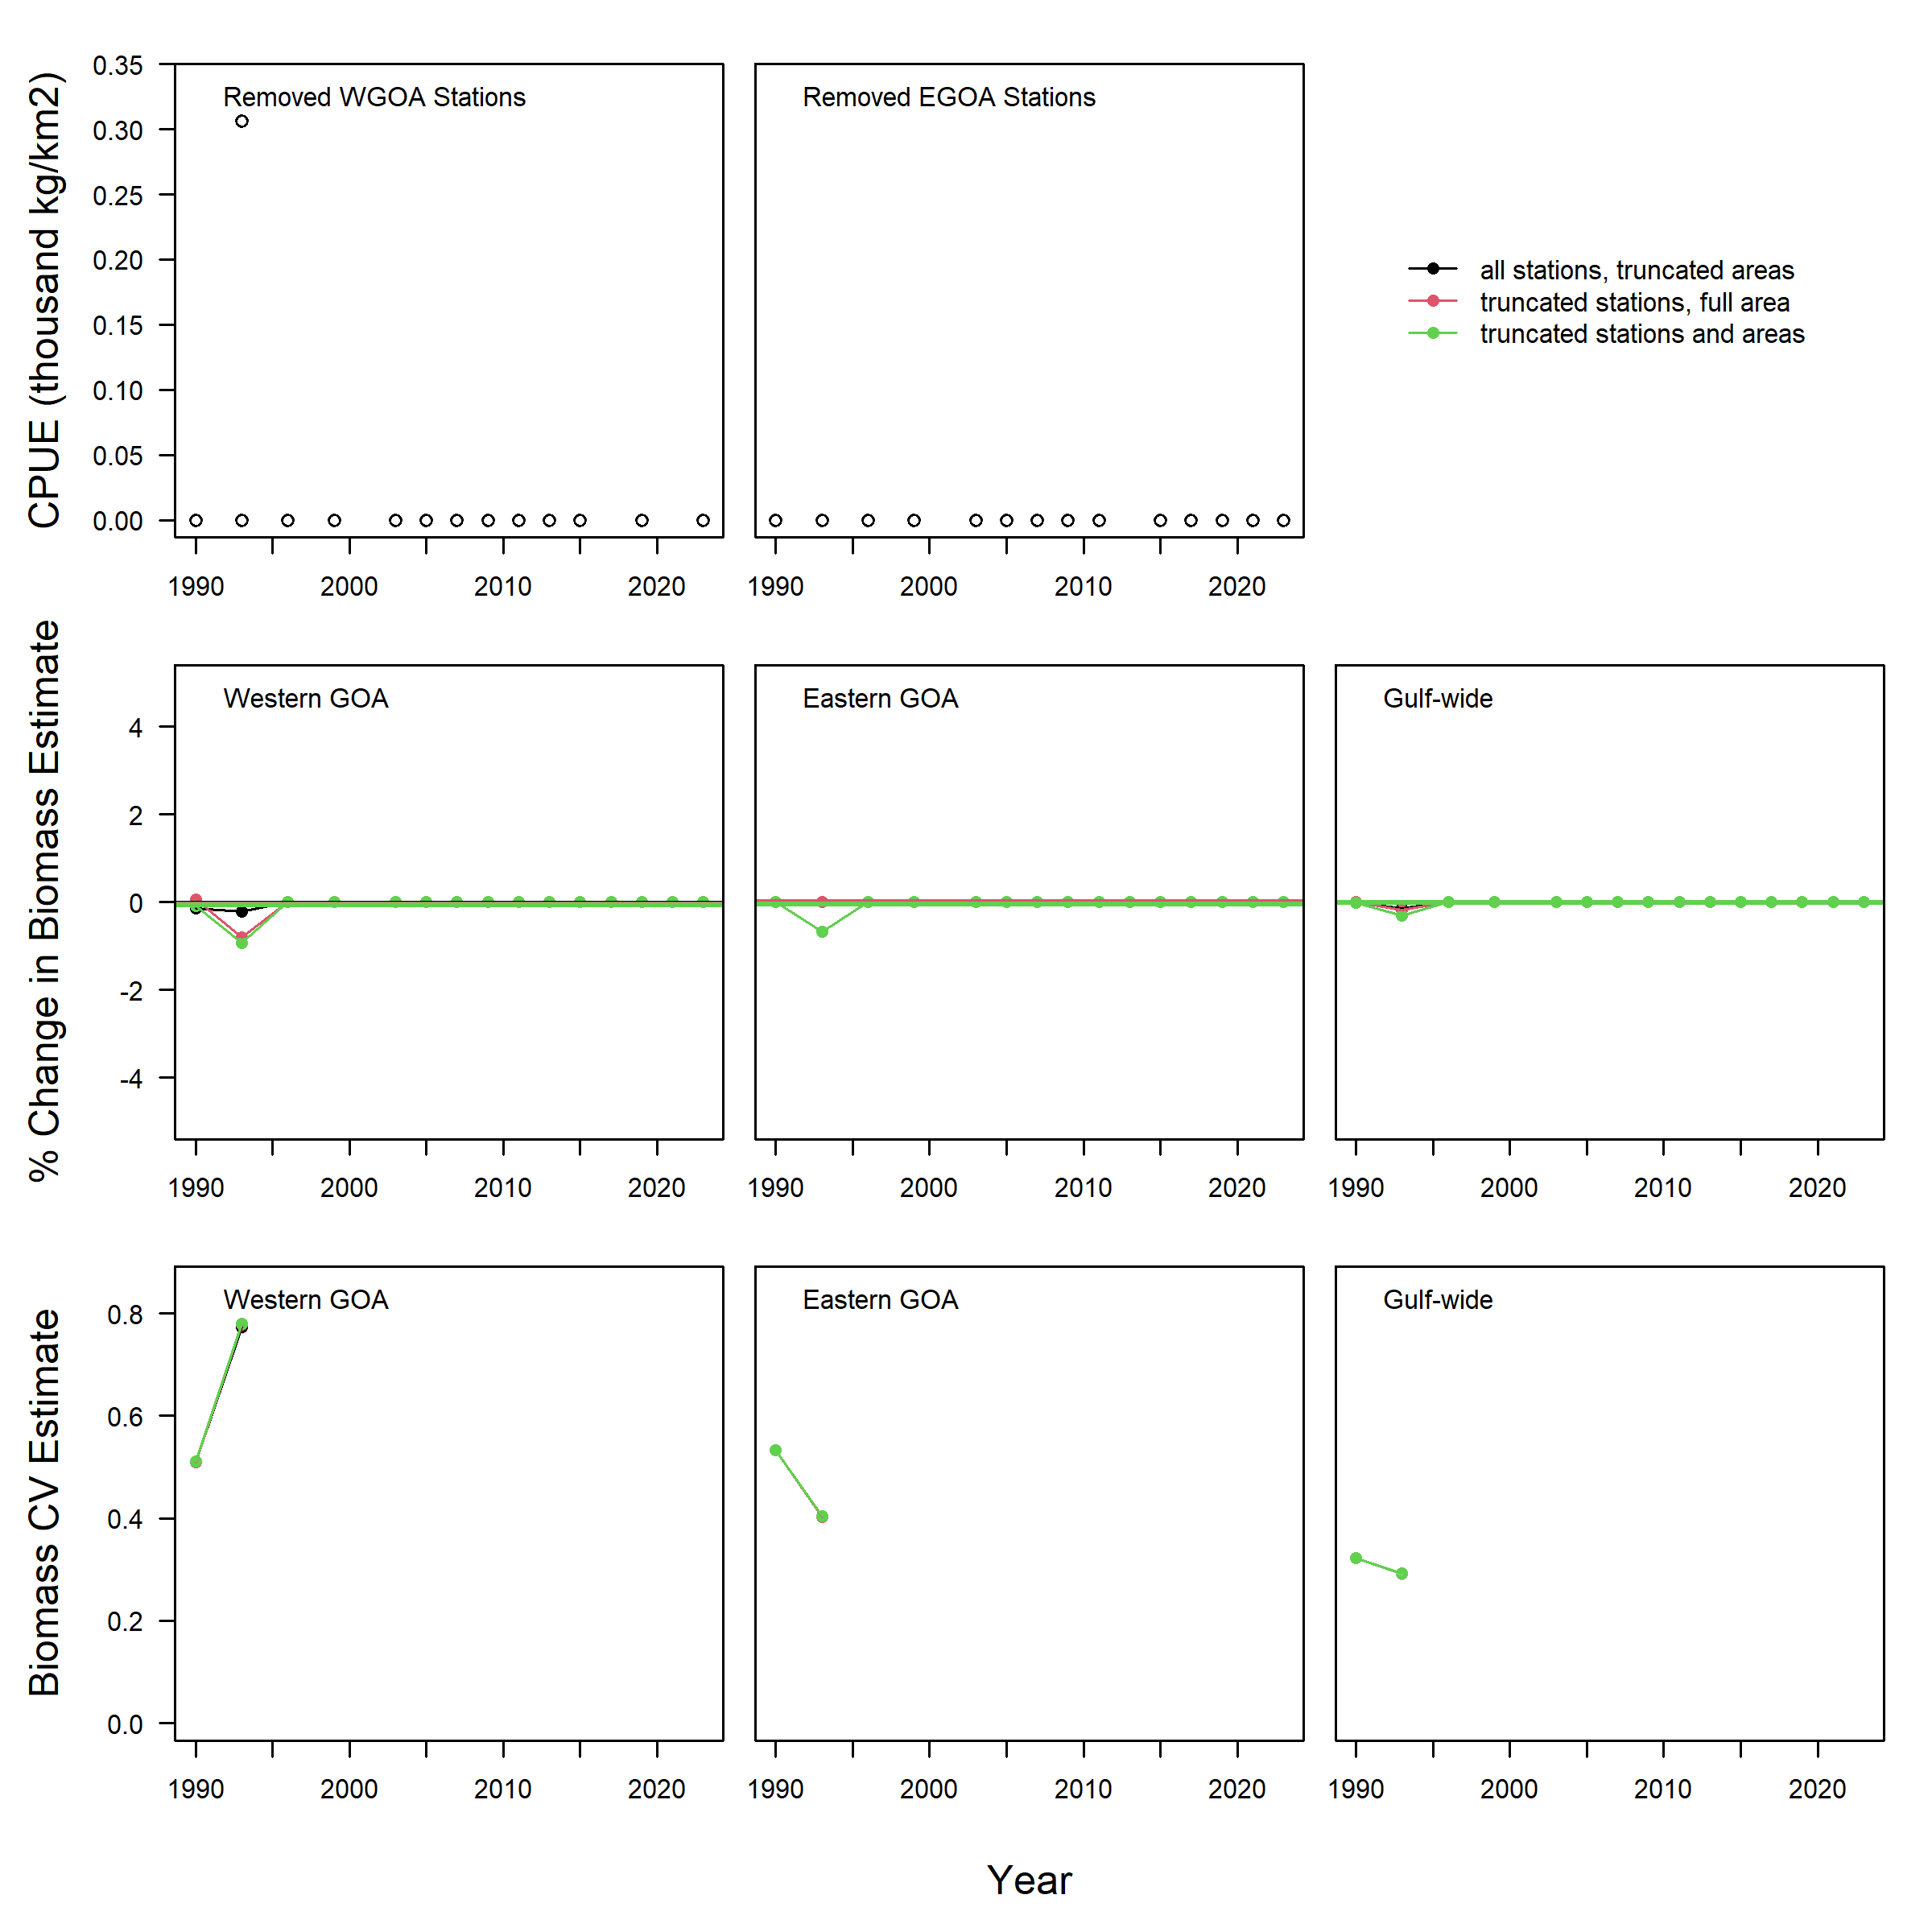 CPUE (thousand kg/km2)
0.35
0.30
0.25
0.20
0.15
0.10
0.05
0.00
Removed WGOA Stations
1990 2000 2010 2020
Removed EGOA Stations
1990 2000 2010 2020
all stations, truncated areas
truncated stations, full area
truncated stations and areas
% Change in Biomass Estimate
4
2
0
-2
-4
Western GOA
1990 2000 2010 2020
Eastern GOA
1990 2000 2010 2020
Gulf-wide
1990 2000 2010 2020
Biomass CV Estimate
0.8
0.6
0.4
0.2
0.0
Western GOA
1990 2000 2010 2020
Eastern GOA
1990 2000 2010 2020
Gulf-wide
1990 2000 2010 2020
Year